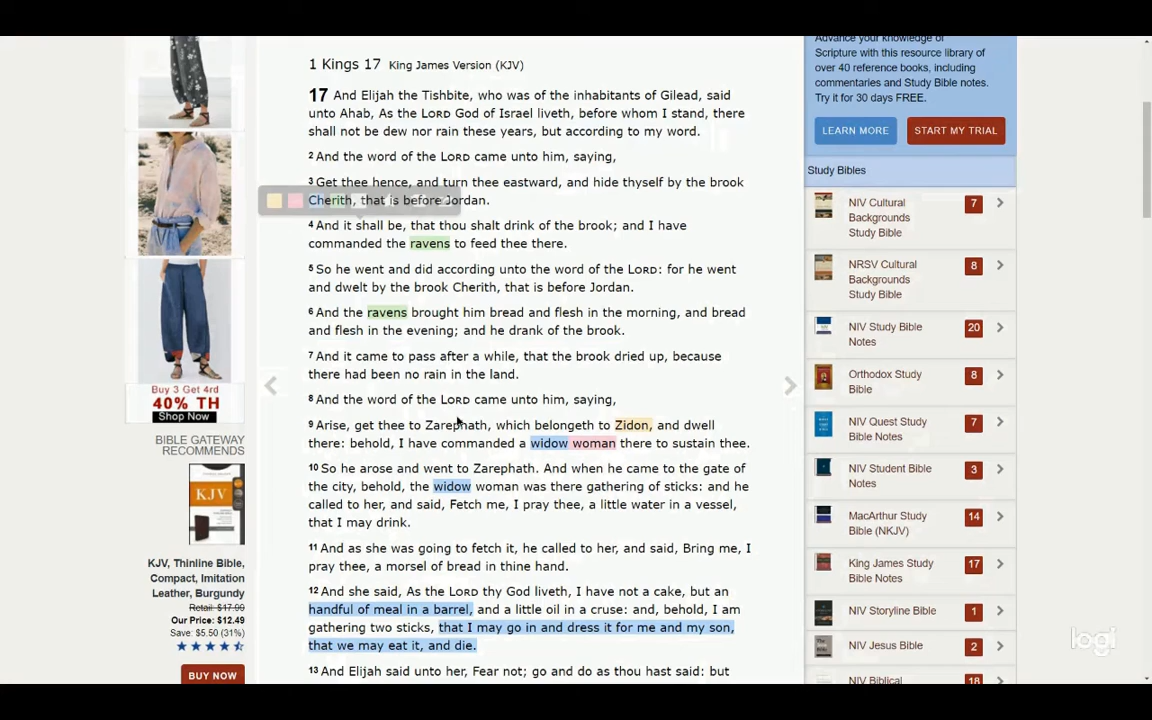 Advance your knowledge of
Scripture with this resource library of
over 40 reference books, including
commentaries and Study Bible notes.
Try it for 30 days FREE.
LEARN MORE
START MY TRIAL
Study Bibles
NIV Cultural
Backgrounds
Study Bible
7
NRSV Cultural
Backgrounds
Study Bible
8
NIV Study Bible
Notes
20
Orthodox Study
Bible
8
NIV Quest Study
Bible Notes
7
NIV Student Bible
Notes
3
MacArthur Study
Bible (NKJV)
14
King James Study
Bible Notes
17
NIV Storyline Bible
1
NIV Jesus Bible
2
NIV Biblical
18
1 Kings 17 King James Version (KJV)
17 And Elijah the Tishbite, who was of the inhabitants of Gilead, said
unto Ahab, As the LORD God of Israel liveth, before whom I stand, there
shall not be dew nor rain these years, but according to my word.
2 And the word of the LORD came unto him, saying,
3 Get thee hence, and turn thee eastward, and hide thyself by the brook
Cherith, that is before Jordan.
4 And it shall be, that thou shalt drink of the brook; and I have
commanded the ravens to feed thee there.
5 So he went and did according unto the word of the LORD: for he went
and dwelt by the brook Cherith, that is before Jordan.
6 And the ravens brought him bread and flesh in the morning, and bread
and flesh in the evening; and he drank of the brook.
7 And it came to pass after a while, that the brook dried up, because
there had been no rain in the land.
8 And the word of the LORD came unto him, saying,
9 Arise, get thee to Zarephath, which belongeth to Zidon, and dwell
there: behold, I have commanded a widow woman there to sustain thee.
10 So he arose and went to Zarephath. And when he came to the gate of
the city, behold, the widow woman was there gathering of sticks: and he
called to her, and said, Fetch me, I pray thee, a little water in a vessel,
that I may drink.
11 And as she was going to fetch it, he called to her, and said, Bring me, I
pray thee, a morsel of bread in thine hand.
12 And she said, As the LORD thy God liveth, I have not a cake, but an
handful of meal in a barrel, and a little oil in a cruse: and, behold, I am
gathering two sticks, that I may go in and dress it for me and my son,
that we may eat it, and die.
13 And Elijah said unto her, Fear not; go and do as thou hast said: but
Buy 3 Get 4rd
40% TH
Shop Now
BIBLE GATEWAY
RECOMMENDS
KJV
KJV, Thinline Bible,
Compact, Imitation
Leather, Burgundy
Retail: $17.99
Our Price: $12.49
Save: $5.50 (31%)
BUY NOW
logi